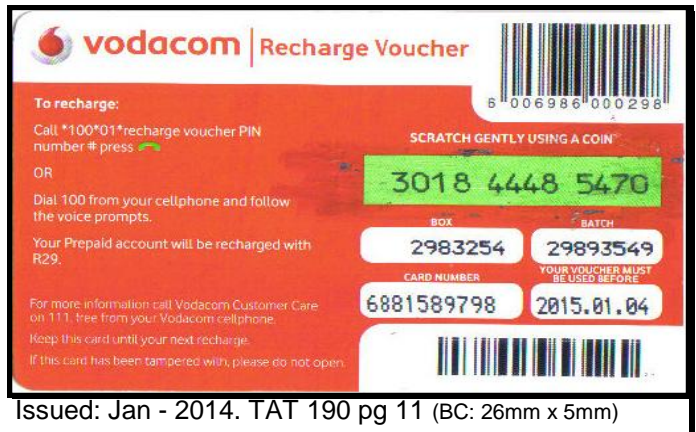 vodacom | Recharge Voucher
6 006986 000298
To recharge:
Call *100*01*recharge voucher PIN
number # press
OR
Dial 100 from your cellphone and follow
the voice prompts.
Your Prepaid account will be recharged with
R29.
For more information call Vodacom Customer Care
on 111, free from your Vodacom cellphone.
Keep this card until your next recharge.
If this card has been tampered with, please do not open.
SCRATCH GENTLY USING A COIN
3018 4448 5470
BOX
2983254
BATCH
29893549
CARD NUMBER
6881589798
YOUR VOUCHER MUST
BE USED BEFORE
2015.01.04
Issued: Jan - 2014. TAT 190 pg 11 (BC: 26mm x 5mm)